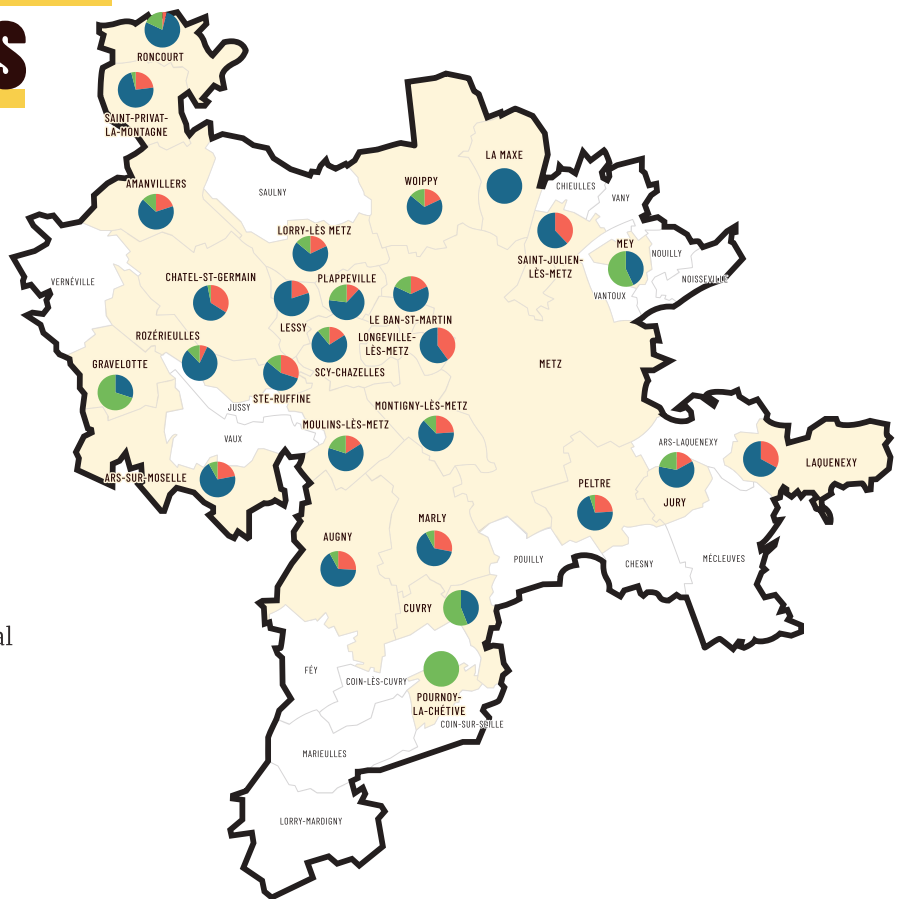 S
RONCOURT
SAINT-PRIVAT-
LA-MONTAGNE
LA MAXE
WOIPPY
AMANVILLERS
CHIEULLES
SAULNY
VANY
LORRY-LÈS METZ
MEY
NOUILLY
SAINT-JULIEN-
LÈS-METZ
CHATEL-ST-GERMAIN
PLAPPEVILLE
NOISSEVILLE
VERNÉVILLE
VANTOUX
LE BAN-ST-MARTIN
LESSY
ROZÉRIEULLES
LONGEVILLE-
LÈS-METZ
GRAVELOTTE
METZ
SCY-CHAZELLES
STE-RUFFINE
JUSSY
MONTIGNY-LÈS-METZ
MOULINS-LÈS-METZ
VAUX
ARS-LAQUENEXY
LAQUENEXY
ARS-SUR-MOSELLE
PELTRE
JURY
MARLY
AUGNY
POUILLY
CHESNY
MÉCLEUVES
CUVRY
al
FÉY
COIN-LÈS-CUVRY
POURNOY-
LA-CHÉTIVE
COIN-SUR-SEILLE
MARIEULLES
LORRY-MARDIGNY